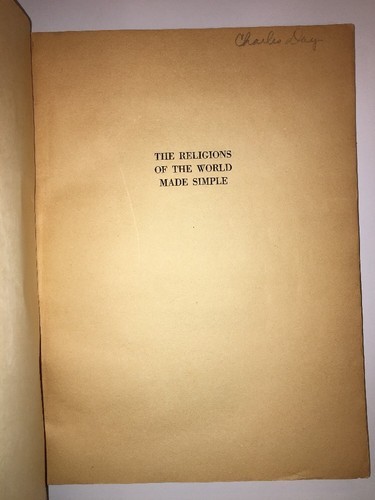 Charles Day
THE RELIGIONS
OF THE WORLD
MADE SIMPLE